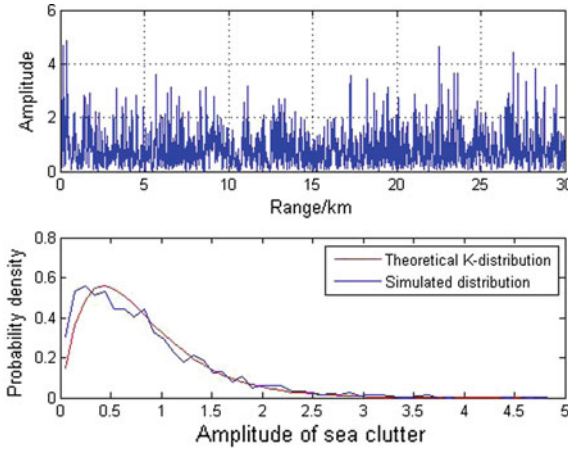 6
4
2
0
Amplitude
0 5 10 15 20 25 30
Range/km
0.8
0.6
0.4
0.2
0
Probability density
Theoretical K-distribution
Simulated distribution
0 0.5 1 1.5 2 2.5 3 3.5 4 4.5 5
Amplitude of sea clutter